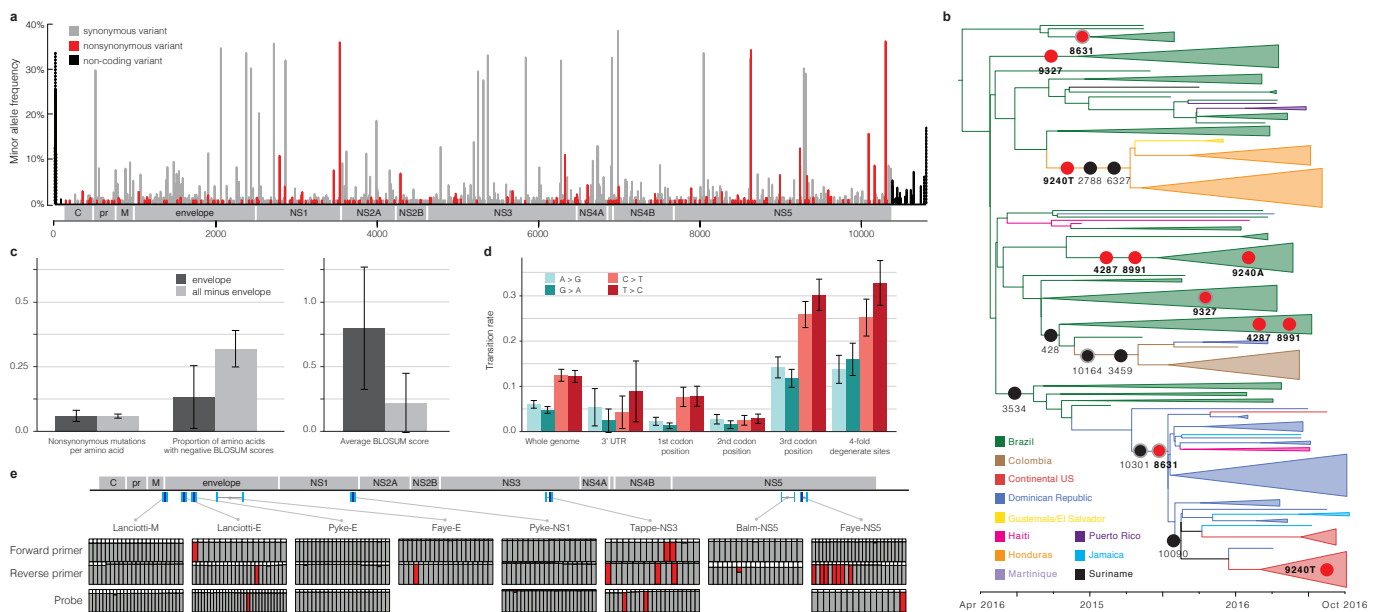 a
40%
30%
20%
10%
0%
Minor allele frequency
synonymous variant
nonsynonymous variant
non-coding variant
C pr M envelope NS1 NS2A NS2B NS3 NS4A NS4B NS5
0 2000 4000 6000 8000 10000
b
8631
9327
9240T 2788 6327
4287 8991 9240A
9327
4287 8991
428
10164 3459
3534
10301 8631
10090
9240T
Brazil
Colombia
Continental US
Dominican Republic
Guatemala/El Salvador
Haiti
Honduras
Martinique
Puerto Rico
Jamaica
Suriname
Apr 2016 2015 2016 Oct 2016
c
envelope
all minus envelope
0.5
0.25
0.0
Nonsynonymous mutations
per amino acid
Proportion of amino acids
with negative BLOSUM scores
1.0
0.5
0.0
Average BLOSUM score
d
A > G
G > A
C > T
T > C
Transition rate
0.3
0.2
0.1
0.0
Whole genome
3' UTR
1st codon
position
2nd codon
position
3rd codon
position
4-fold
degenerate sites
e
C pr M envelope NS1 NS2A NS2B NS3 NS4A NS4B NS5
Lanciotti-M Lanciotti-E Pyke-E Faye-E Pyke-NS1 Tappe-NS3 Balm-NS5 Faye-NS5
Forward primer
Reverse primer
Probe